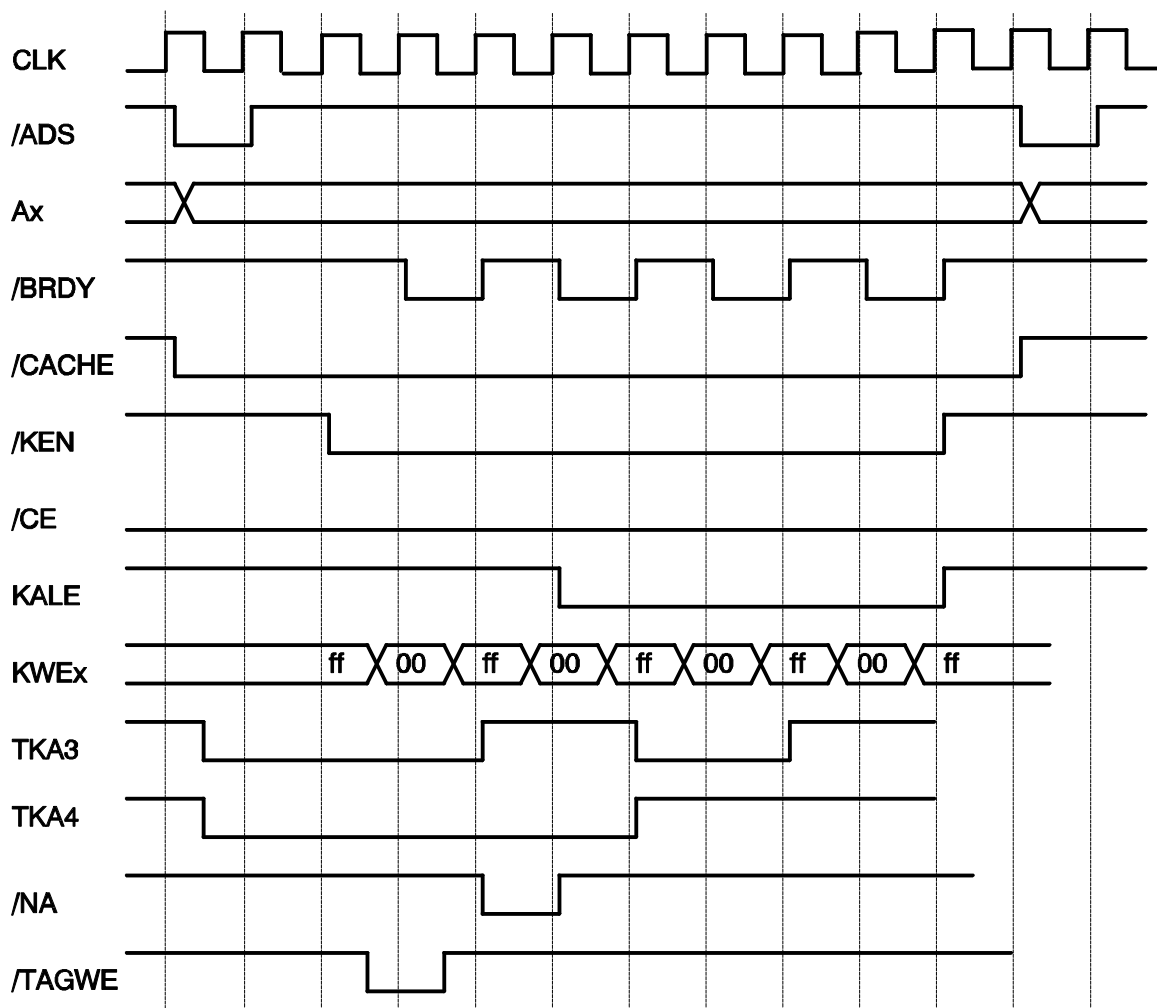 CLK
/ADS
Ax
/BRDY
/CACHE
/KEN
/CE
KALE
KWEx ff 00 ff 00 ff 00 ff 00 ff
TKA3
TKA4
/NA
/TAGWE